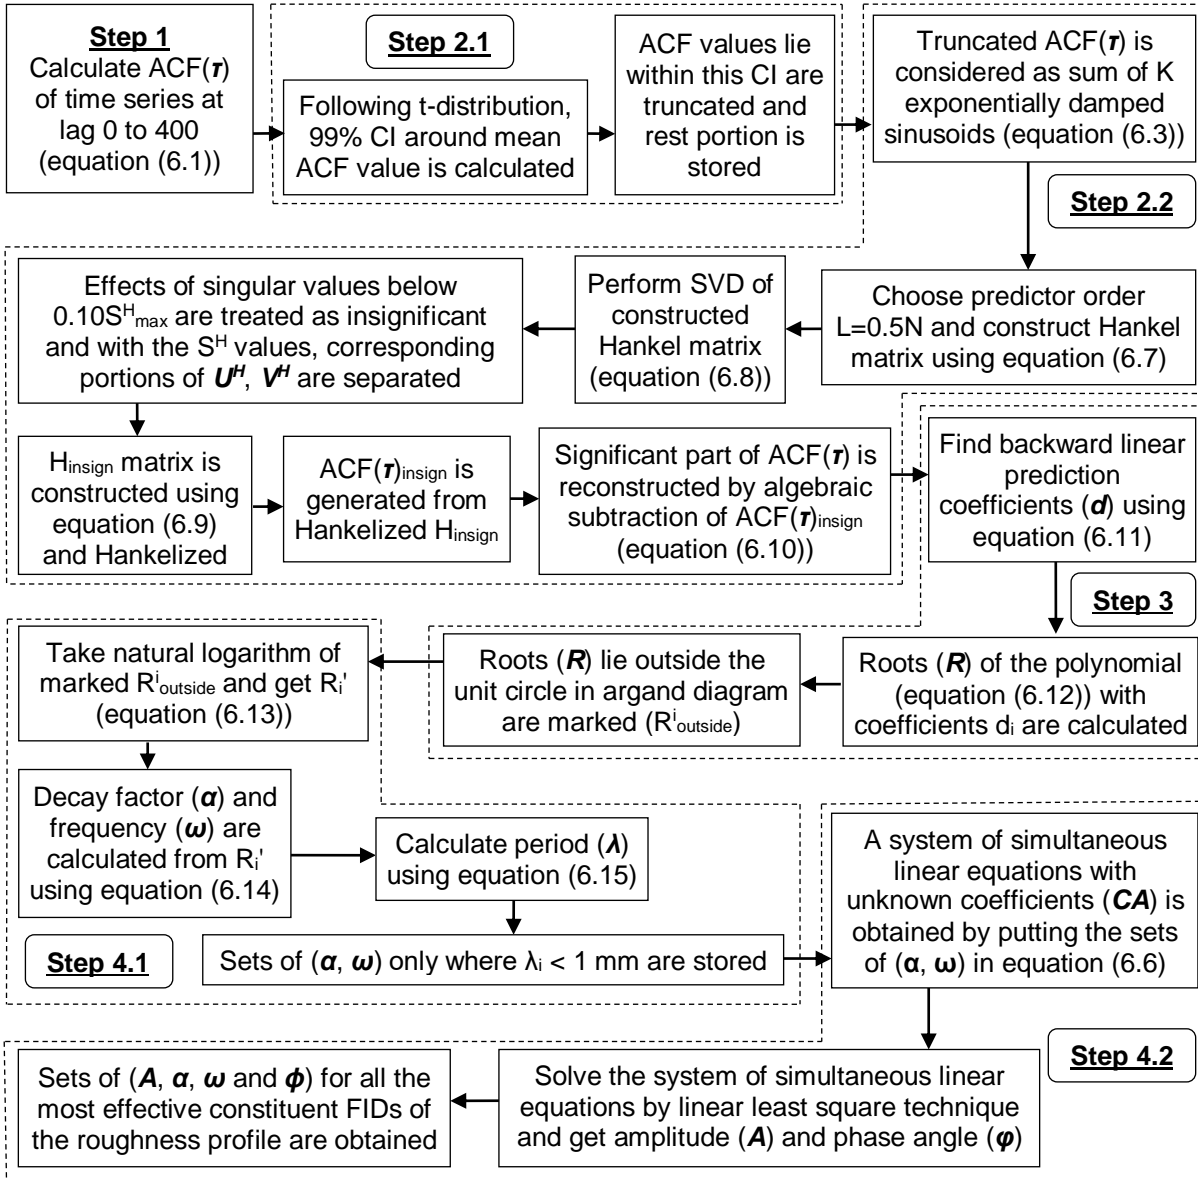 Step 1
Calculate ACF(τ)
of time series at
lag 0 to 400
(equation (6.1))
Step 2.1
Following t-distribution,
99% CI around mean
ACF value is calculated
ACF values lie
within this CI are
truncated and
rest portion is
stored
Truncated ACF(τ) is
considered as sum of K
exponentially damped
sinusoids (equation (6.3))
Step 2.2
Choose predictor order
L=0.5N and construct Hankel
matrix using equation (6.7)
Perform SVD of
constructed
Hankel matrix
(equation (6.8))
Effects of singular values below
0.10S^H_max are treated as insignificant
and with the S^H values, corresponding
portions of U^H, V^H are separated
H_insign matrix is
constructed using
equation (6.9)
and Hankelized
ACF(τ)_insign is
generated from
Hankelized H_insign
Significant part of ACF(τ) is
reconstructed by algebraic
subtraction of ACF(τ)_insign
(equation (6.10))
Find backward linear
prediction
coefficients (d) using
equation (6.11)
Step 3
Roots (R) of the polynomial
(equation (6.12)) with
coefficients d_i are calculated
Roots (R) lie outside the
unit circle in argand diagram
are marked (R^i_outside)
Take natural logarithm of
marked R^i_outside and get R_i'
(equation (6.13))
Decay factor (α) and
frequency (ω) are
calculated from R_i'
using equation (6.14)
Calculate period (λ)
using equation (6.15)
Step 4.1
Sets of (α, ω) only where λ_i < 1 mm are stored
A system of simultaneous
linear equations with
unknown coefficients (CA) is
obtained by putting the sets
of (α, ω) in equation (6.6)
Step 4.2
Solve the system of simultaneous linear
equations by linear least square technique
and get amplitude (A) and phase angle (φ)
Sets of (A, α, ω and ϕ) for all the
most effective constituent FIDs of
the roughness profile are obtained